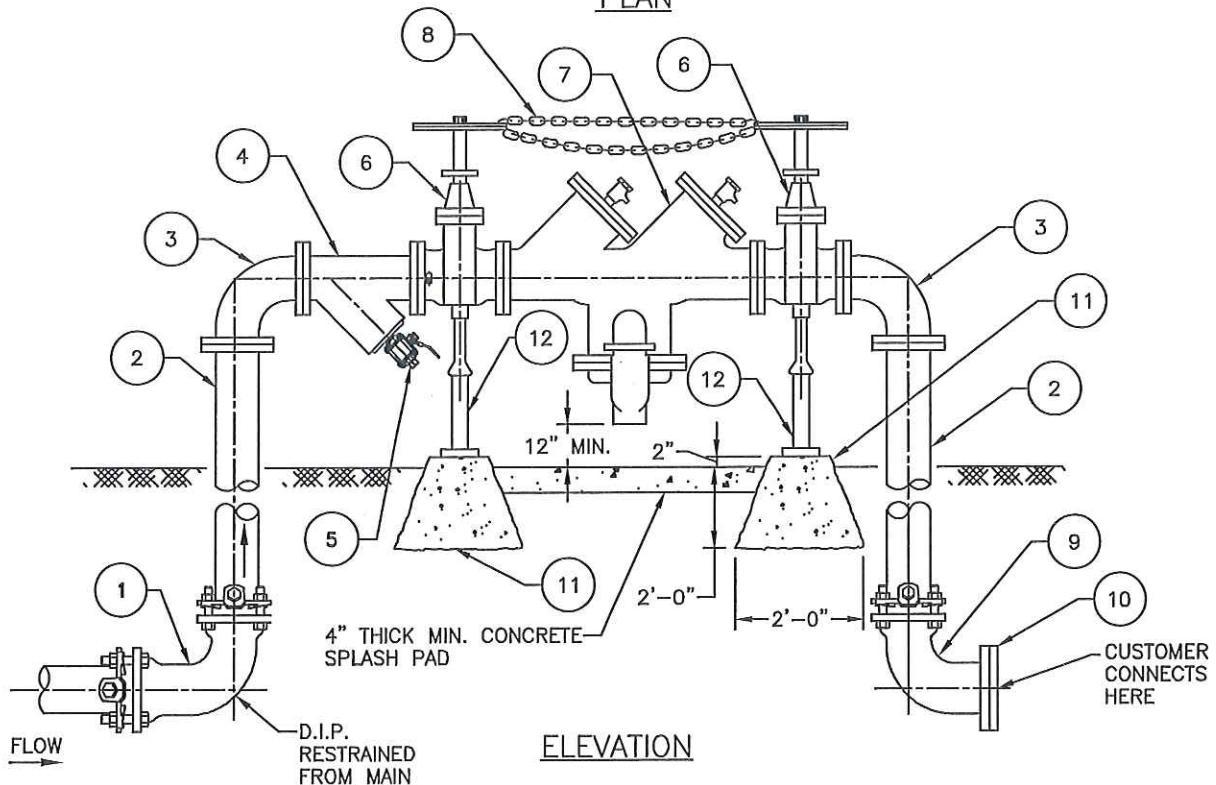 PLAN
8
7
6
4
6
3
3
11
2
12
12
2
12" MIN.
2"
5
11
9
1
10
2'-0"
2'-0"
4" THICK MIN. CONCRETE
SPLASH PAD
CUSTOMER
CONNECTS
HERE
D.I.P.
RESTRAINED
FROM MAIN
FLOW
ELEVATION